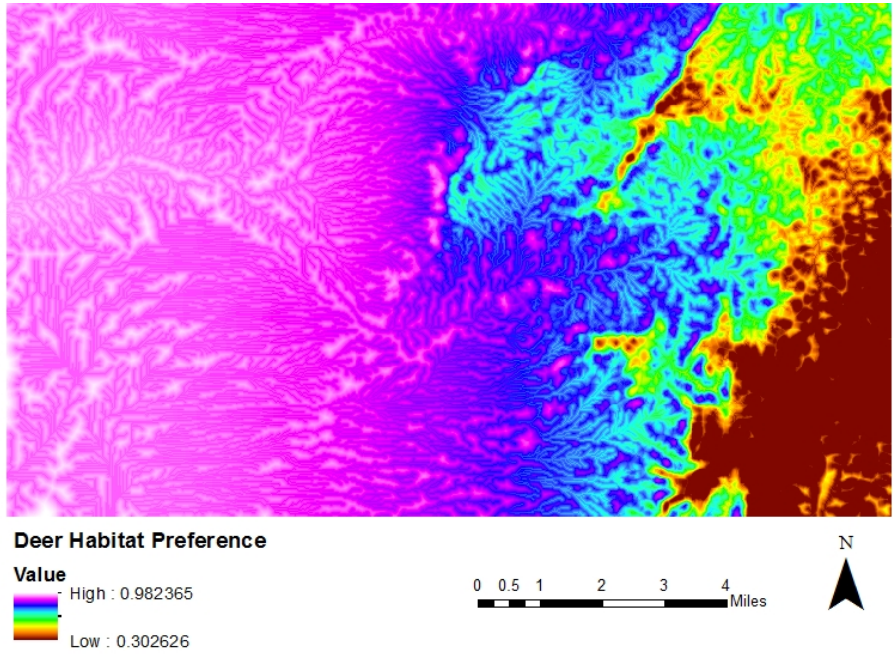 Deer Habitat Preference
Value
High : 0.982365
Low : 0.302626
0 0.5 1 2 3 4
Miles
N